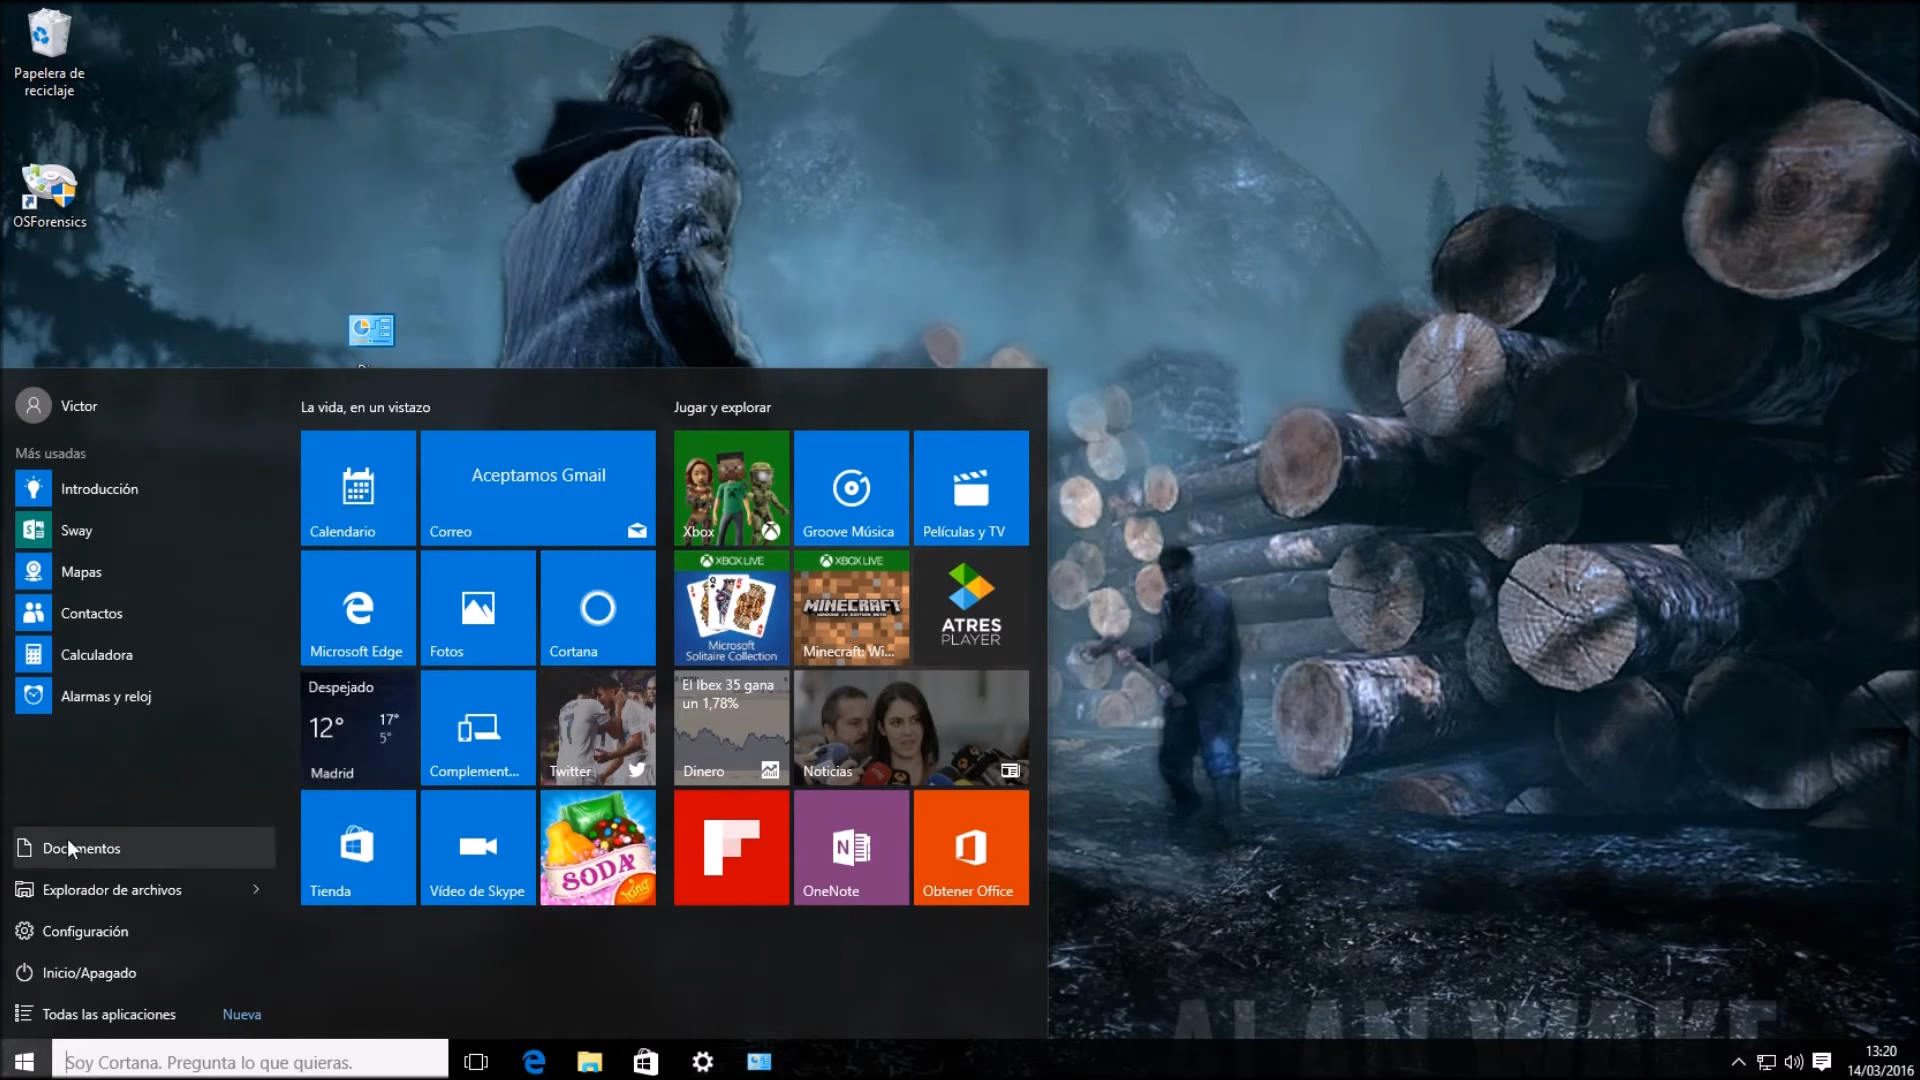 Papelera de
reciclaje
OSForensics
Victor
Más usadas
Introducción
Sway
Mapas
Contactos
Calculadora
Alarmas y reloj
Documentos
Explorador de archivos
Configuración
Inicio/Apagado
Todas las aplicaciones
Nueva
La vida, en un vistazo
Calendario
Aceptamos Gmail
Correo
Microsoft Edge
Fotos
Cortana
Despejado
12°
17°
5°
Madrid
Complement...
Twitter
Tienda
Vídeo de Skype
SODA
King
Jugar y explorar
Xbox
Groove Música
Películas y TV
XBOX LIVE
Microsoft
Solitaire Collection
XBOX LIVE
MINECRAFT
Minecraft: Wi...
ATRES
PLAYER
El Ibex 35 gana
un 1,78%
Dinero
Noticias
OneNote
Obtener Office
ALAN WAKE
Soy Cortana. Pregunta lo que quieras.
13:20
14/03/2016